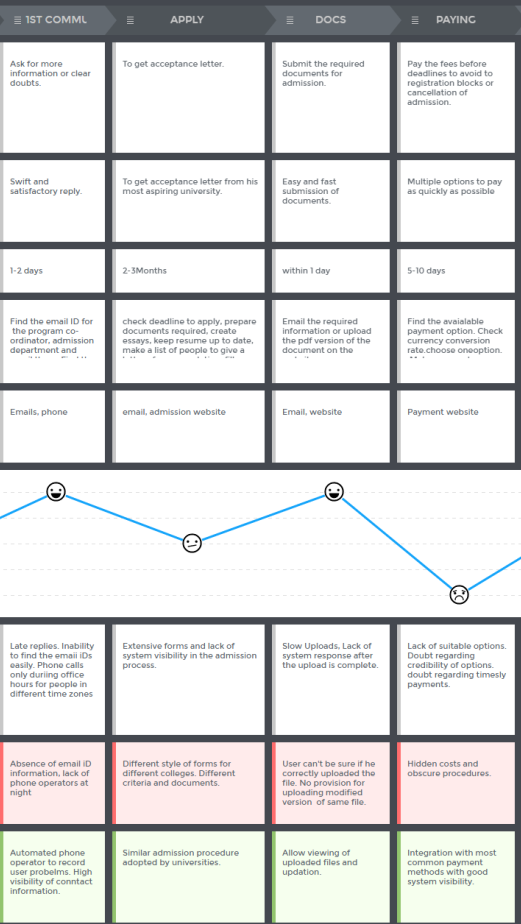 1ST COMMU
APPLY
DOCS
PAYING
Ask for more
information or clear
doubts.
To get acceptance letter.
Submit the required
documents for
admission.
Pay the fees before
deadlines to avoid to
registration blocks or
cancellation of
admission.
Swift and
satisfactory reply.
To get acceptance letter from his
most aspiring university.
Easy and fast
submission of
documents.
Multiple options to pay
as quickly as possible
1-2 days
2-3Months
within 1 day
5-10 days
Find the email ID for
the program co-
ordinator, admission
department and
check deadline to apply, prepare
documents required, create
essays, keep resume up to date,
make a list of people to give a
Email the required
information or upload
the pdf version of the
document on the
Find the avaialable
payment option. Check
currency conversion
rate.choose oneoption.
Emails, phone
email, admission website
Email, website
Payment website
Late replies. Inability
to find the emaii iDs
easily. Phone calls
only duriing office
hours for people in
different time zones
Extensive forms and lack of
system visibility in the admission
process.
Slow Uploads, Lack of
system response after
the upload is complete.
Lack of suitable options.
Doubt regarding
credibility of options.
doubt regarding timesly
payments.
Absence of email iD
information, lack of
phone operators at
night
Different style of forms for
different colleges. Different
criteria and documents.
User can't be sure if he
correctly uploaded the
file. No provision for
uploading modified
version of same file.
Hidden costs and
obscure procedures.
Automated phone
operator to record
user probelms. High
visibility of conntact
information.
Similar admission procedure
adopted by universities.
Allow viewing of
uploaded files and
updation.
Integration with most
common payment
methods with good
system visibility.